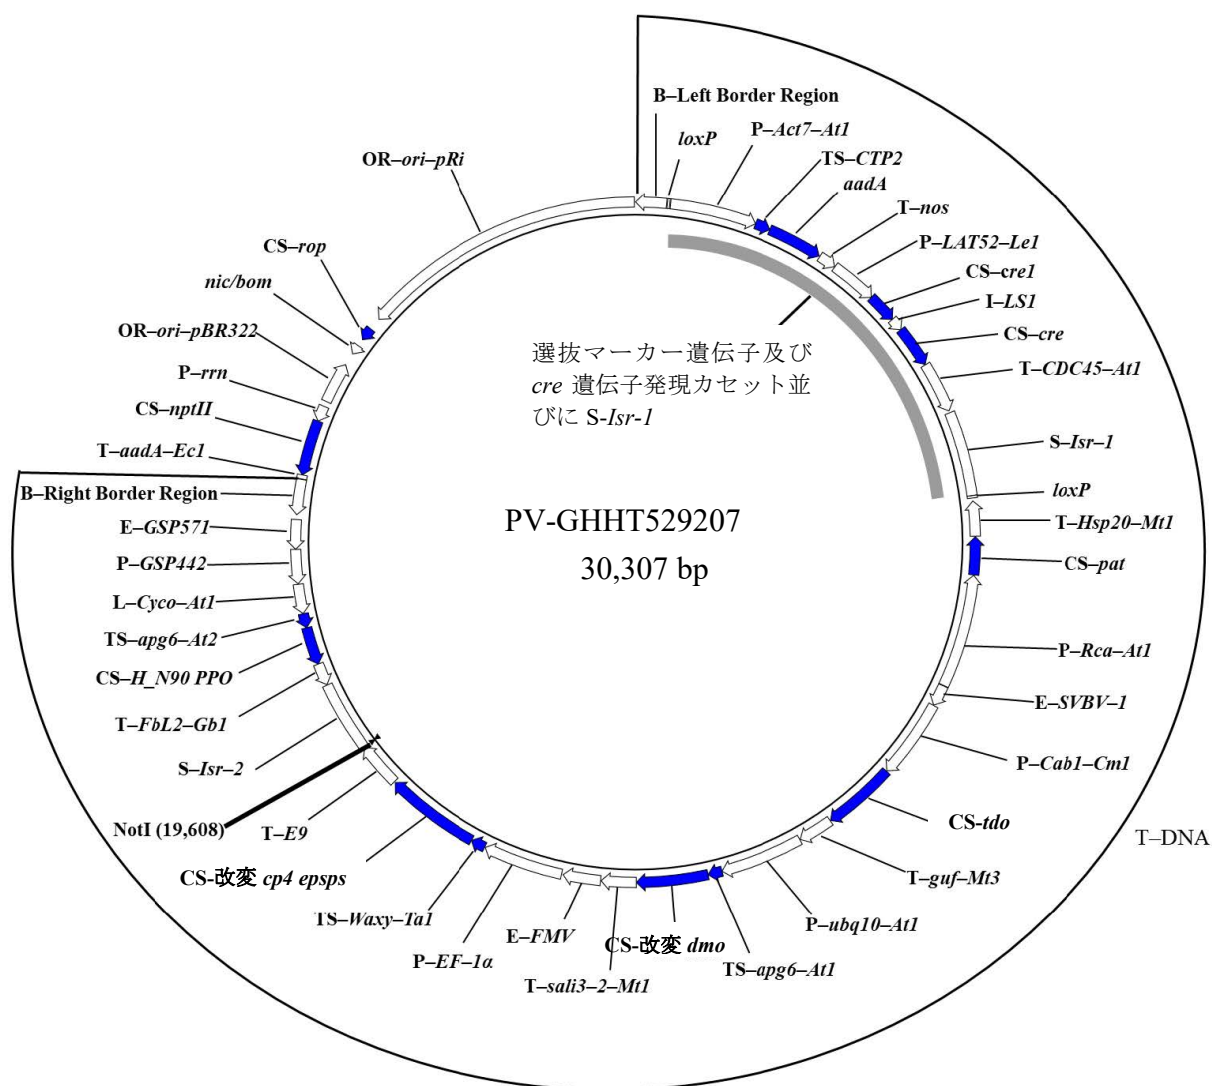 B–Left Border Region
loxP
P–Act7–At1
TS–CTP2
aadA
T–nos
P–LAT52–Le1
CS–cre1
I–LS1
CS–cre
T–CDC45–At1
S–Isr–1
loxP
T–Hsp20–Mt1
CS–pat
P–Rca–At1
E–SVBV–1
P–Cab1–Cm1
CS-tdo
T–DNA
T–guf–Mt3
P–ubq10–At1
TS–apg6–At1
CS-改変 dmo
T–sali3–2–Mt1
E–FMV
P–EF–1α
TS–Waxy–Ta1
CS-改変 cp4 epsps
T–E9
NotI (19,608)
S–Isr–2
T–FbL2–Gb1
CS–H_N90 PPO
TS–apg6–At2
L–Cyco–At1
P–GSP442
E–GSP571
B–Right Border Region
T–aadA–Ec1
CS–nptII
P–rrn
OR–ori–pBR322
nic/bom
CS–rop
OR–ori–pRi
選抜マーカー遺伝子及び
cre 遺伝子発現カセット並
びに S-Isr-1
PV-GHHT529207
30,307 bp